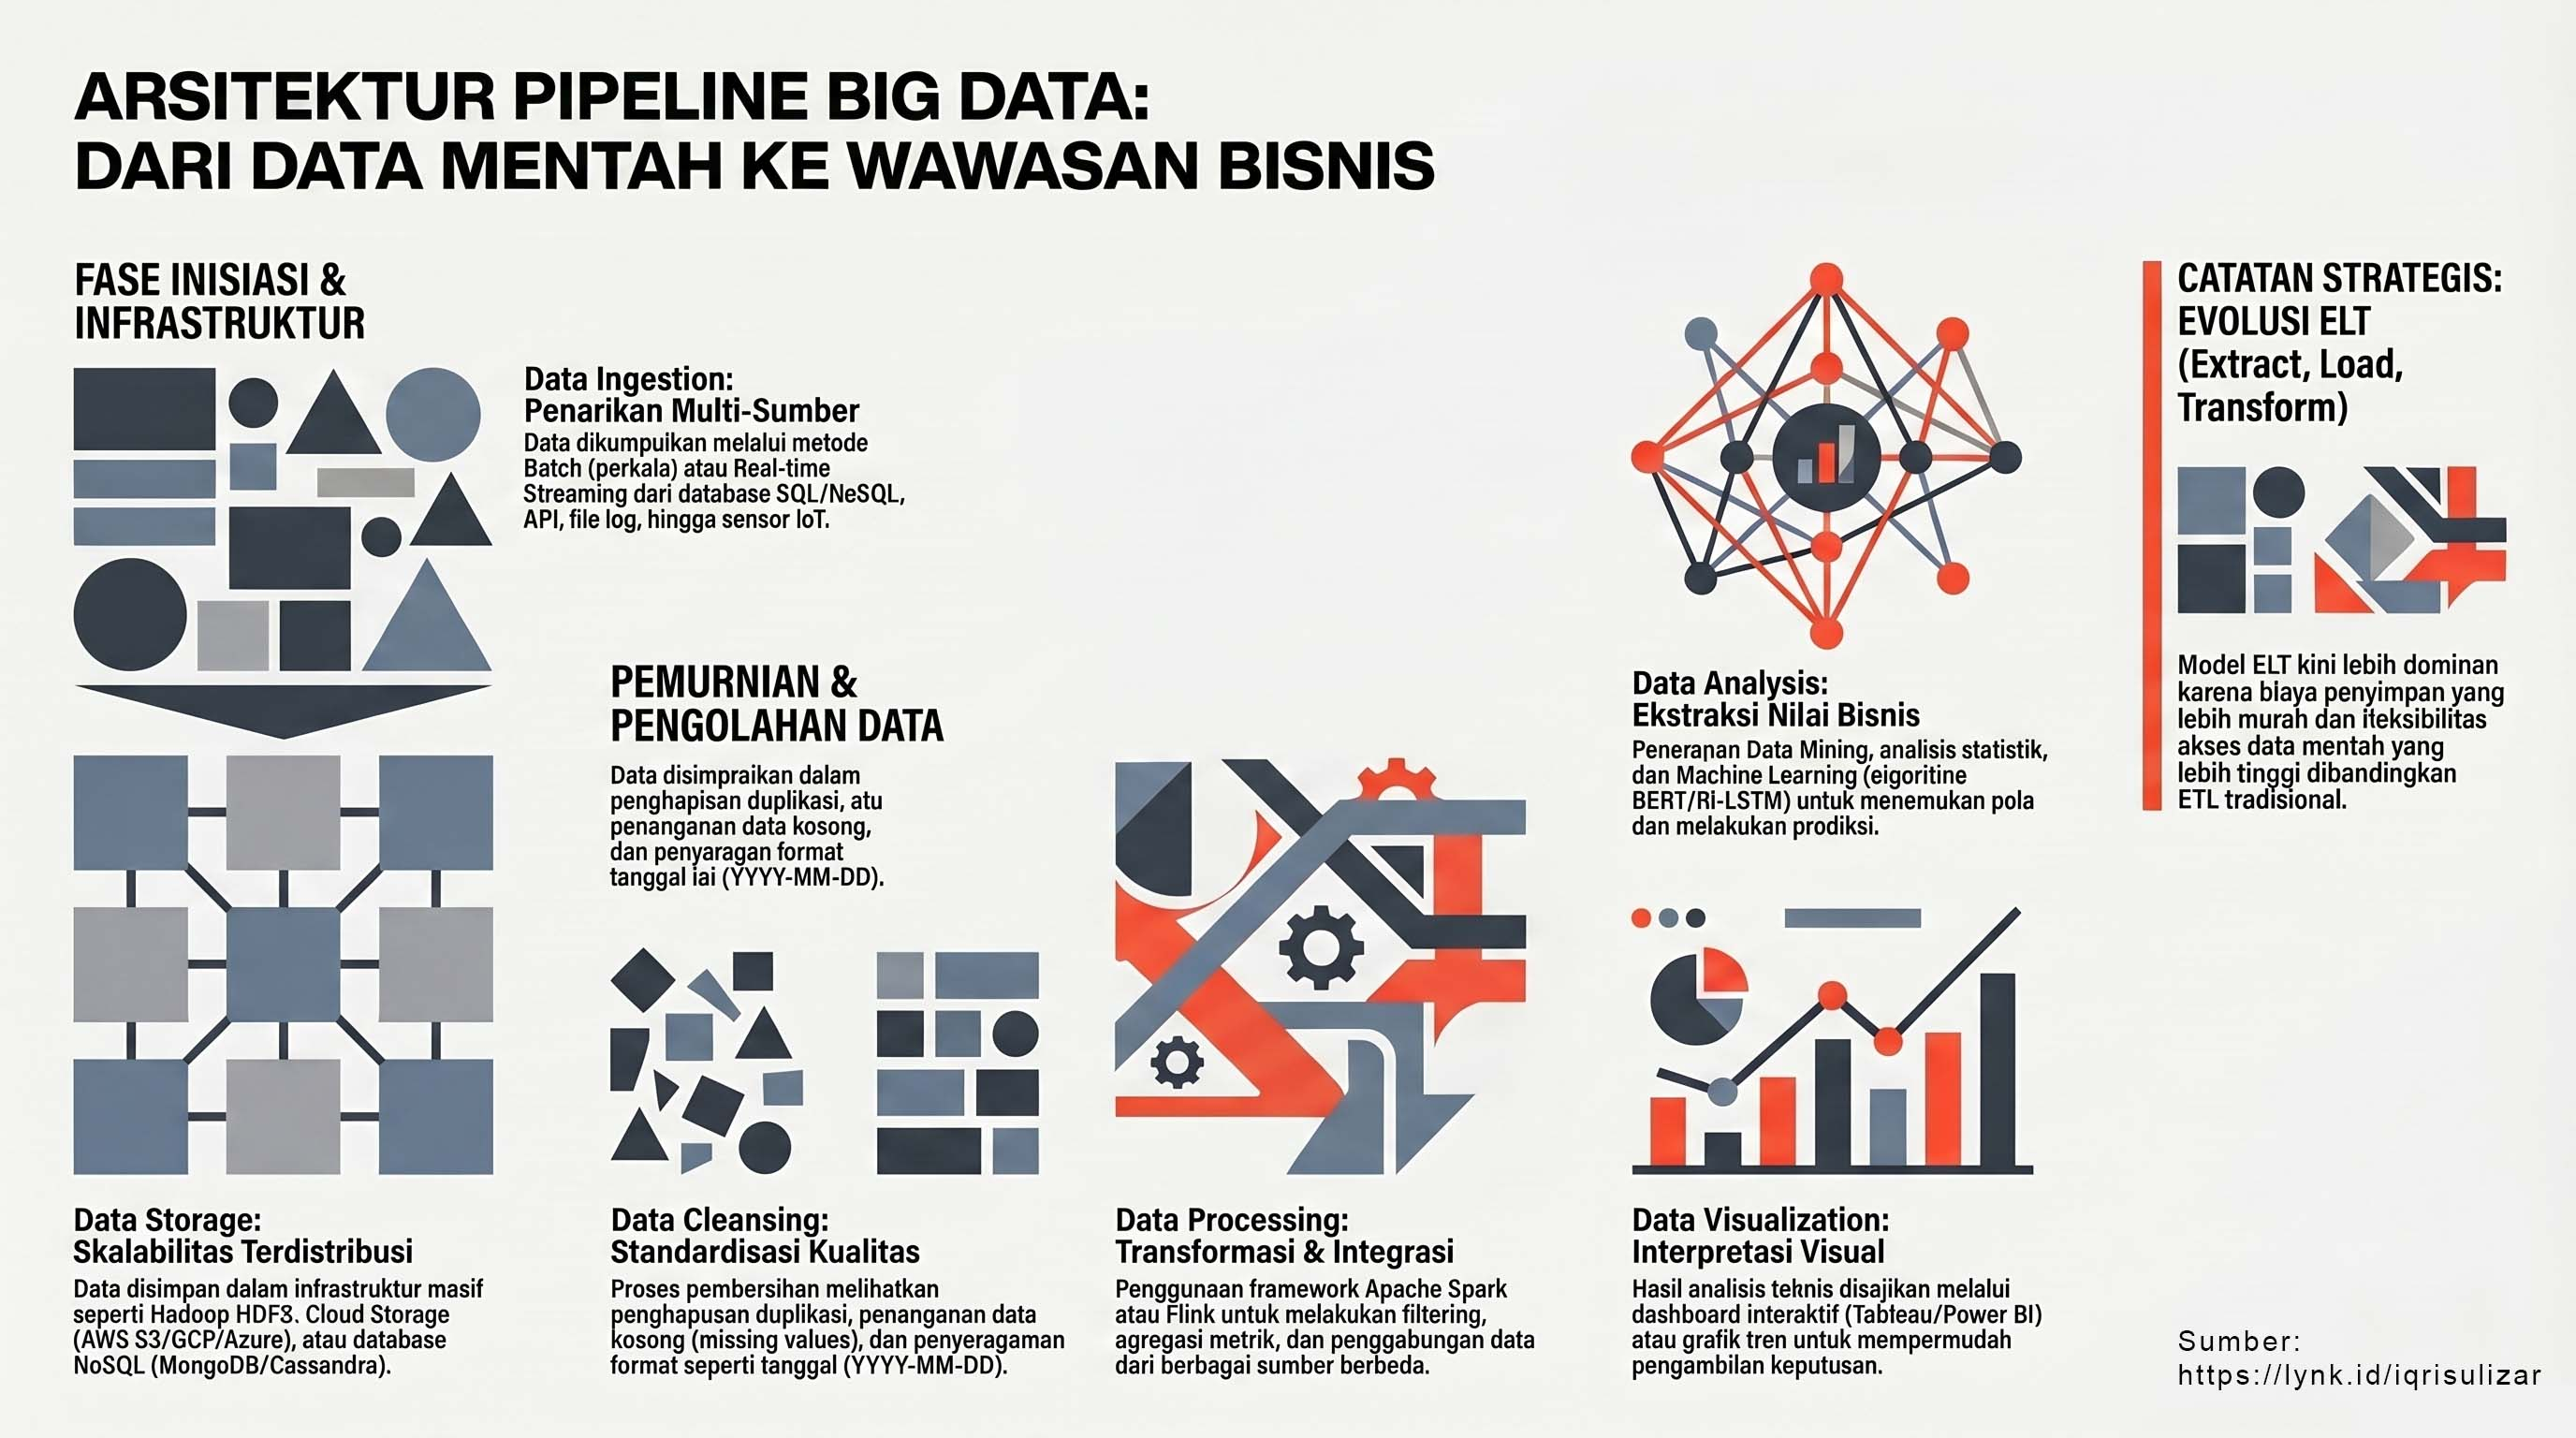 ARSITEKTUR PIPELINE BIG DATA:
DARI DATA MENTAH KE WAWASAN BISNIS
FASE INISIASI &
INFRASTRUKTUR
Data Ingestion:
Penarikan Multi-Sumber
Data dikumpuikan melalui metode
Batch (perkala) atau Real-time
Streaming dari database SQL/NeSQL,
API, file log, hingga sensor IoT.
Data Storage:
Skalabilitas Terdistribusi
Data disimpan dalam infrastruktur masif
seperti Hadoop HDF3. Cloud Storage
(AWS S3/GCP/Azure), atau database
NoSQL (MongoDB/Cassandra).
PEMURNIAN &
PENGOLAHAN DATA
Data disimpraikan dalam
penghapisan duplikasi, atu
penanganan data kosong,
dan penyaragan format
tanggal iai (YYYY-MM-DD).
Data Cleansing:
Standardisasi Kualitas
Proses pembersihan melihatkan
penghapusan duplikasi, penanganan data
kosong (missing values), dan penyeragaman
format seperti tanggal (YYYY-MM-DD).
Data Processing:
Transformasi & Integrasi
Penggunaan framework Apache Spark
atau Flink untuk melakukan filtering,
agregasi metrik, dan penggabungan data
dari berbagai sumber berbeda.
Data Analysis:
Ekstraksi Nilai Bisnis
Penerapan Data Mining, analisis statistik,
dan Machine Learning (eigoritine
BERT/Ri-LSTM) untuk menemukan pola
dan melakukan prodiksi.
Data Visualization:
Interpretasi Visual
Hasil analisis teknis disajikan melalui
dashboard interaktif (Tableau/Power BI)
atau grafik tren untuk mempermudah
pengambilan keputusan.
CATATAN STRATEGIS:
EVOLUSI ELT
(Extract, Load,
Transform)
Model ELT kini lebih dominan
karena biaya penyimpan yang
lebih murah dan iteksibilitas
akses data mentah yang
lebih tinggi dibandingkan
ETL tradisional.
Sumber:
https://lynk.id/iqrisulizar